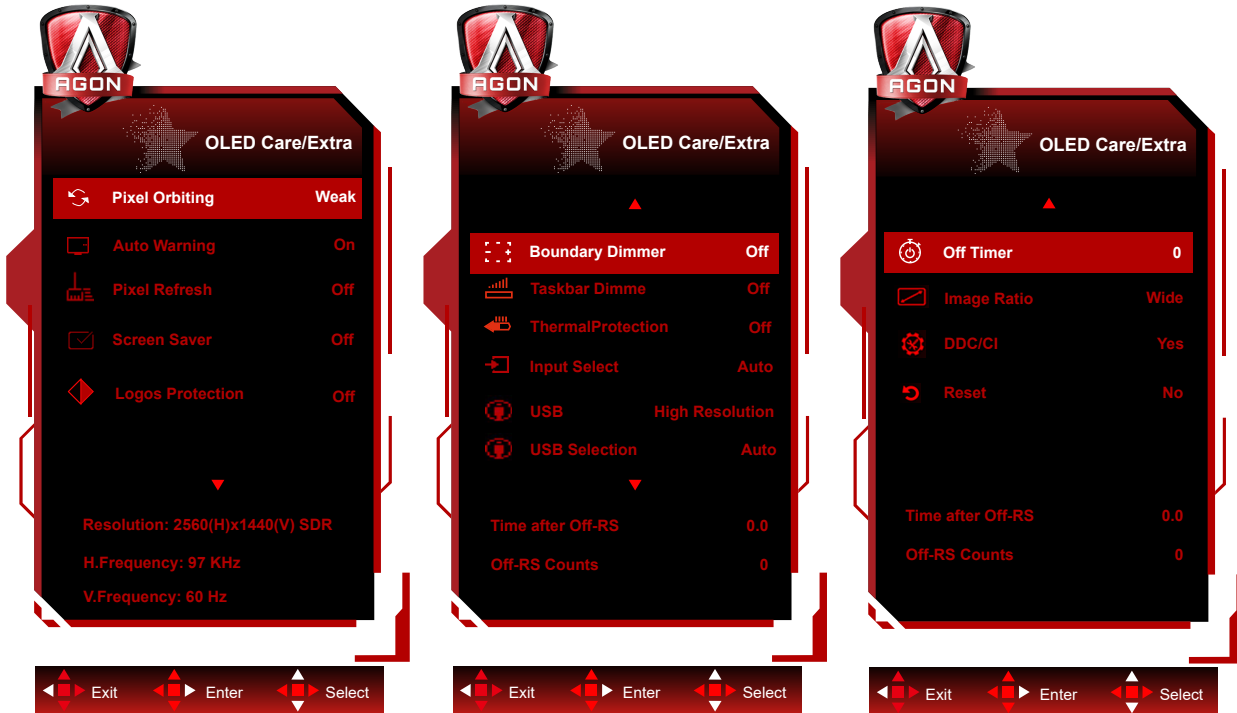 AGON
OLED Care/Extra
Pixel Orbiting Weak
Auto Warning On
Pixel Refresh Off
Screen Saver Off
Logos Protection Off
Resolution: 2560(H)x1440(V) SDR
H.Frequency: 97 KHz
V.Frequency: 60 Hz
Exit Enter Select
AGON
OLED Care/Extra
Boundary Dimmer Off
Taskbar Dimme Off
ThermalProtection Off
Input Select Auto
USB High Resolution
USB Selection Auto
Time after Off-RS 0.0
Off-RS Counts 0
Exit Enter Select
AGON
OLED Care/Extra
Off Timer 0
Image Ratio Wide
DDC/CI Yes
Reset No
Time after Off-RS 0.0
Off-RS Counts 0
Exit Enter Select